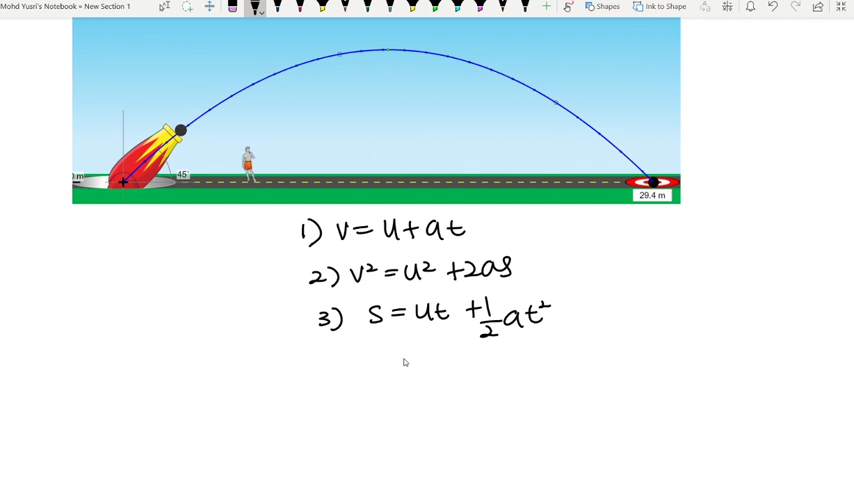 Mohd Yusri's Notebook » New Section 1
Shapes
Ink to Shape
45°
0 m
29.4 m
1) v = u + at
2) v² = u² + 2as
3) s = ut + 1/2 at²